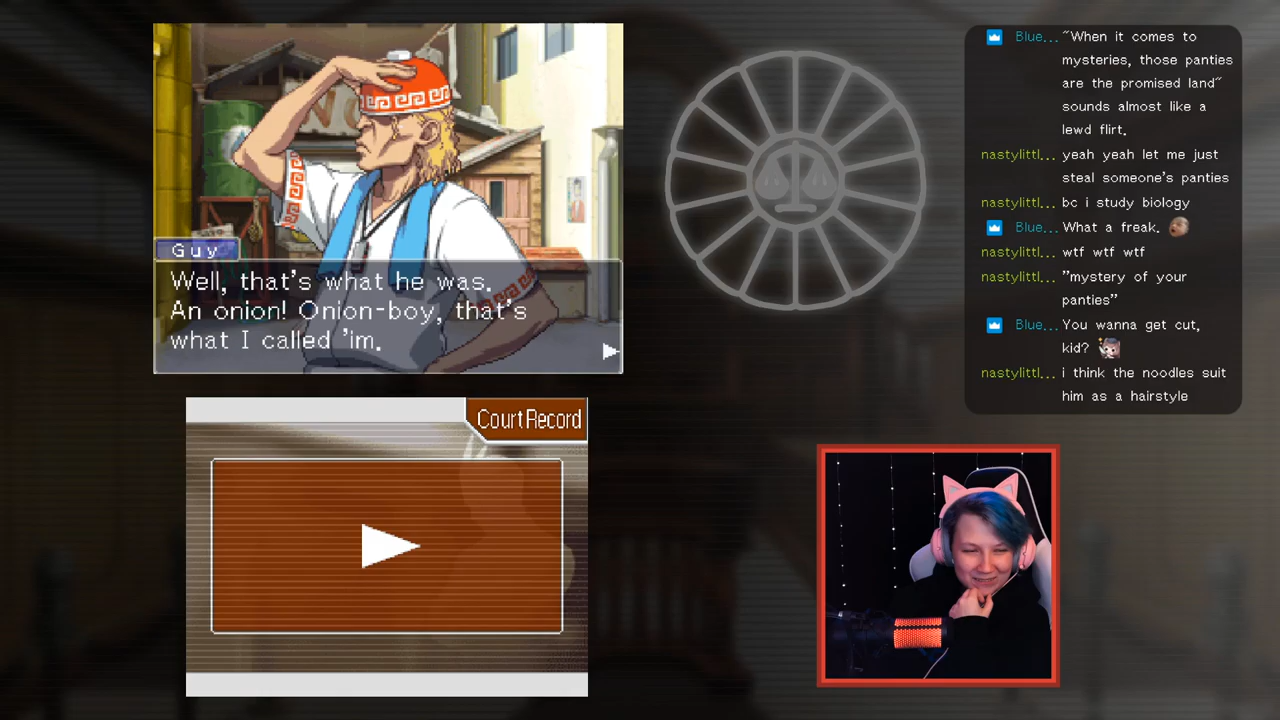 Guy
Well, that's what he was.
An onion! Onion-boy, that's
what I called 'im.
Court Record
Blue... ~When it comes to
mysteries, those panties
are the promised land~
sounds almost like a
lewd flirt.
nastylittl... yeah yeah let me just
steal someone's panties
nastylittl... bc i study biology
Blue... What a freak.
nastylittl... wtf wtf wtf
nastylittl... "mystery of your
panties"
Blue... You wanna get cut,
kid?
nastylittl... i think the noodles suit
him as a hairstyle